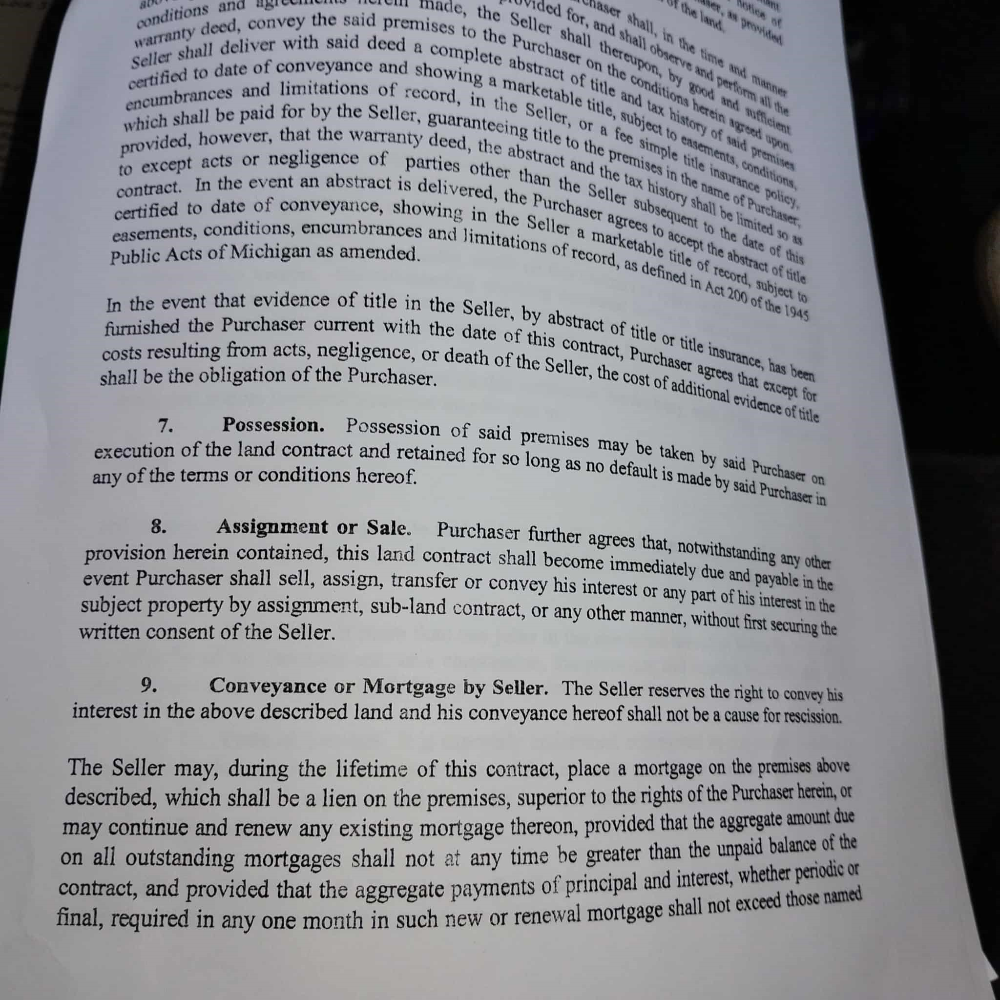 notice of
as provided
of the land.
shall, in the time and manner
provided for, and shall observe and perform all the
conditions and agreements herein made, the Seller shall thereupon, by good and sufficient
warranty deed, convey the said premises to the Purchaser on the conditions herein agreed upon.
Seller shall deliver with said deed a complete abstract of title and tax history of said premises
certified to date of conveyance and showing a marketable title, subject to easements, conditions,
encumbrances and limitations of record, in the Seller, or a fee simple title insurance policy,
which shall be paid for by the Seller, guaranteeing title to the premises in the name of Purchaser;
provided, however, that the warranty deed, the abstract and the tax history shall be limited so as
to except acts or negligence of parties other than the Seller subsequent to the date of this
contract. In the event an abstract is delivered, the Purchaser agrees to accept the abstract of title
certified to date of conveyance, showing in the Seller a marketable title of record, subject to
easements, conditions, encumbrances and limitations of record, as defined in Act 200 of the 1945
Public Acts of Michigan as amended.
In the event that evidence of title in the Seller, by abstract of title or title insurance, has been
furnished the Purchaser current with the date of this contract, Purchaser agrees that except for
costs resulting from acts, negligence, or death of the Seller, the cost of additional evidence of title
shall be the obligation of the Purchaser.
7. Possession. Possession of said premises may be taken by said Purchaser on
execution of the land contract and retained for so long as no default is made by said Purchaser in
any of the terms or conditions hereof.
8. Assignment or Sale. Purchaser further agrees that, notwithstanding any other
provision herein contained, this land contract shall become immediately due and payable in the
event Purchaser shall sell, assign, transfer or convey his interest or any part of his interest in the
subject property by assignment, sub-land contract, or any other manner, without first securing the
written consent of the Seller.
9. Conveyance or Mortgage by Seller. The Seller reserves the right to convey his
interest in the above described land and his conveyance hereof shall not be a cause for rescission.
The Seller may, during the lifetime of this contract, place a mortgage on the premises above
described, which shall be a lien on the premises, superior to the rights of the Purchaser herein, or
may continue and renew any existing mortgage thereon, provided that the aggregate amount due
on all outstanding mortgages shall not at any time be greater than the unpaid balance of the
contract, and provided that the aggregate payments of principal and interest, whether periodic or
final, required in any one month in such new or renewal mortgage shall not exceed those named